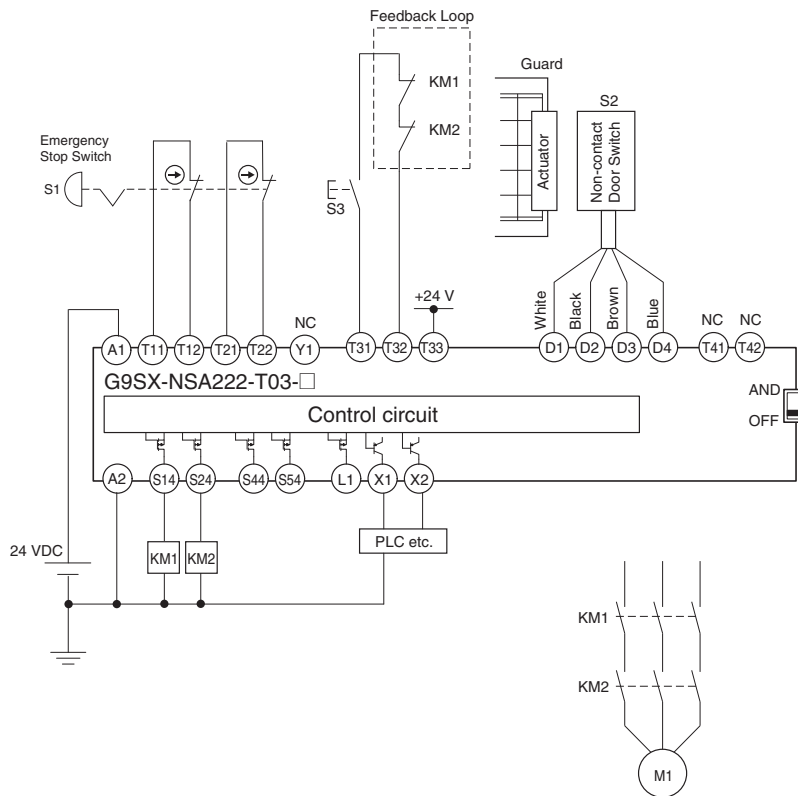 Feedback Loop
KM1
KM2
Guard
Actuator
S2
Non-contact
Door Switch
Emergency
Stop Switch
S1
S3
+24 V
White
Black
Brown
Blue
NC
NC
NC
A1
T11
T12
T21
T22
Y1
T31
T32
T33
D1
D2
D3
D4
T41
T42
G9SX-NSA222-T03-□
Control circuit
AND
OFF
A2
S14
S24
S44
S54
L1
X1
X2
24 VDC
KM1
KM2
PLC etc.
KM1
KM2
M1